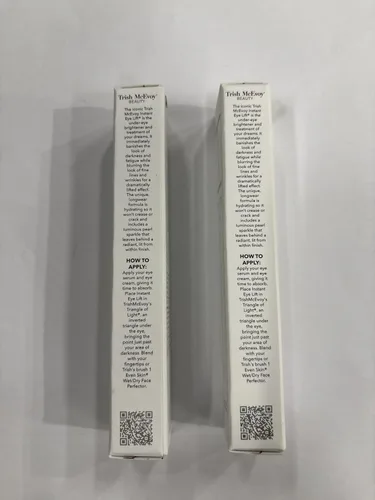 Trish McEvoy
BEAUTY
The iconic Trish
McEvoy Instant
Eye Lift® is the
under-eye
brightener and
treatment of
your dreams. It
immediately
banishes the
look of
darkness and
fatigue while
blurring the
look of fine
lines and
wrinkles for a
dramatically
lifted effect.
The unique,
longwear
formula is
hydrating so it
won't crease or
crack and
includes a
luminous pearl
sparkle that
leaves behind a
radiant, lit from
within finish.
HOW TO
APPLY:
Apply your eye
serum and eye
cream, giving it
time to absorb.
Place Instant
Eye Lift in
TrishMcEvoy's
Triangle of
Light®, an
inverted
triangle under
the eye,
bringing the
point just past
your area of
darkness. Blend
with your
fingertips or
Trish's brush 1
Even Skin®
Wet/Dry Face
Perfector.
Trish McEvoy
BEAUTY
The iconic Trish
McEvoy Instant
Eye Lift® is the
under-eye
brightener and
treatment of
your dreams. It
immediately
banishes the
look of
darkness and
fatigue while
blurring the
look of fine
lines and
wrinkles for a
dramatically
lifted effect.
The unique,
longwear
formula is
hydrating so it
won't crease or
crack and
includes a
luminous pearl
sparkle that
leaves behind a
radiant, lit from
within finish.
HOW TO
APPLY:
Apply your eye
serum and eye
cream, giving it
time to absorb.
Place Instant
Eye Lift in
TrishMcEvoy's
Triangle of
Light®, an
inverted
triangle under
the eye,
bringing the
point just past
your area of
darkness. Blend
with your
fingertips or
Trish's brush 1
Even Skin®
Wet/Dry Face
Perfector.